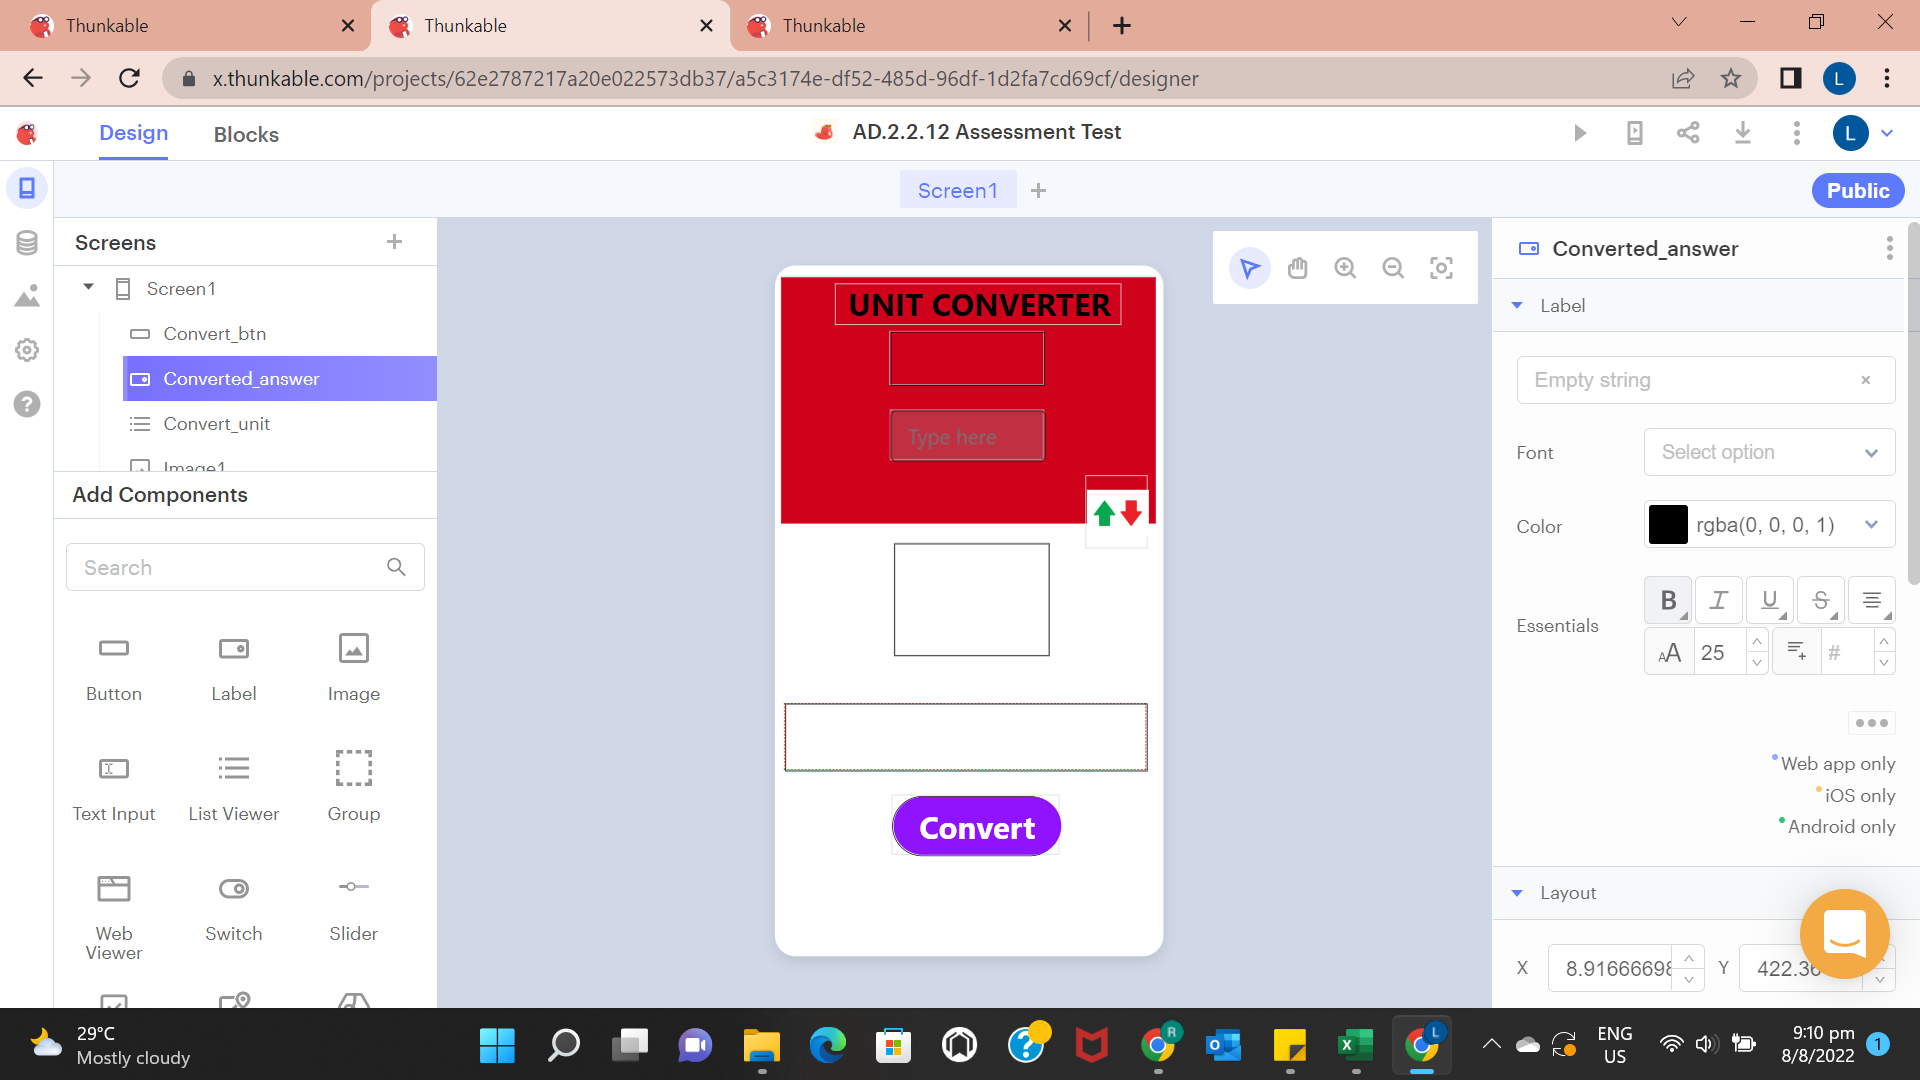 Thunkable
Thunkable
Thunkable
x.thunkable.com/projects/62e2787217a20e022573db37/a5c3174e-df52-485d-96df-1d2fa7cd69cf/designer
L
Design
Blocks
AD.2.2.12 Assessment Test
L
Screen1
Public
Screens
Screen1
Convert_btn
Converted_answer
Convert_unit
Image1
Add Components
Search
Button
Label
Image
Text Input
List Viewer
Group
Web Viewer
Switch
Slider
UNIT CONVERTER
Type here
Convert
Converted_answer
Label
Empty string
Font
Select option
Color
rgba(0, 0, 0, 1)
Essentials
B I U S
AA 25 #
Web app only
iOS only
Android only
Layout
X 8.91666698 Y 422.36
29°C
Mostly cloudy
R
L
ENG
US
9:10 pm
8/8/2022
1